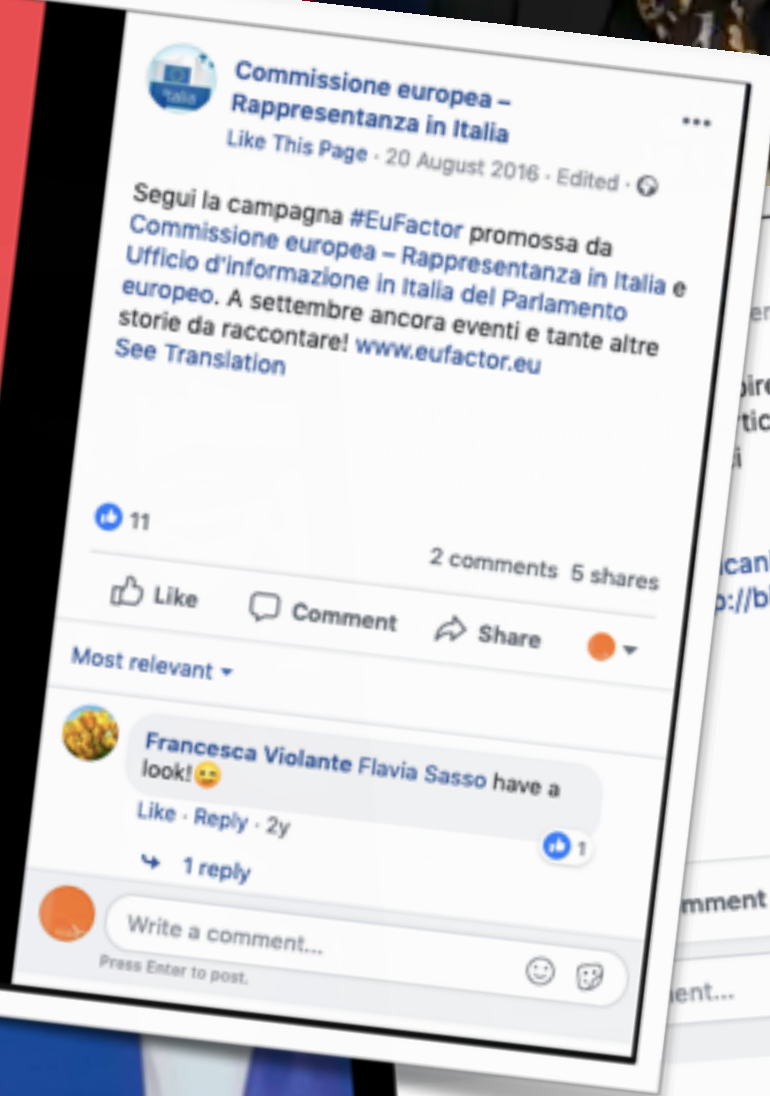 Commissione europea –
Rappresentanza in Italia
Like This Page · 20 August 2016 · Edited ·
Segui la campagna #EuFactor promossa da
Commissione europea – Rappresentanza in Italia e
Ufficio d'informazione in Italia del Parlamento
europeo. A settembre ancora eventi e tante altre
storie da raccontare! www.eufactor.eu
See Translation
11
2 comments 5 shares
Like Comment Share
Most relevant
Francesca Violante Flavia Sasso have a
look!😄
Like · Reply · 2y
1
1 reply
Write a comment...
Press Enter to post.